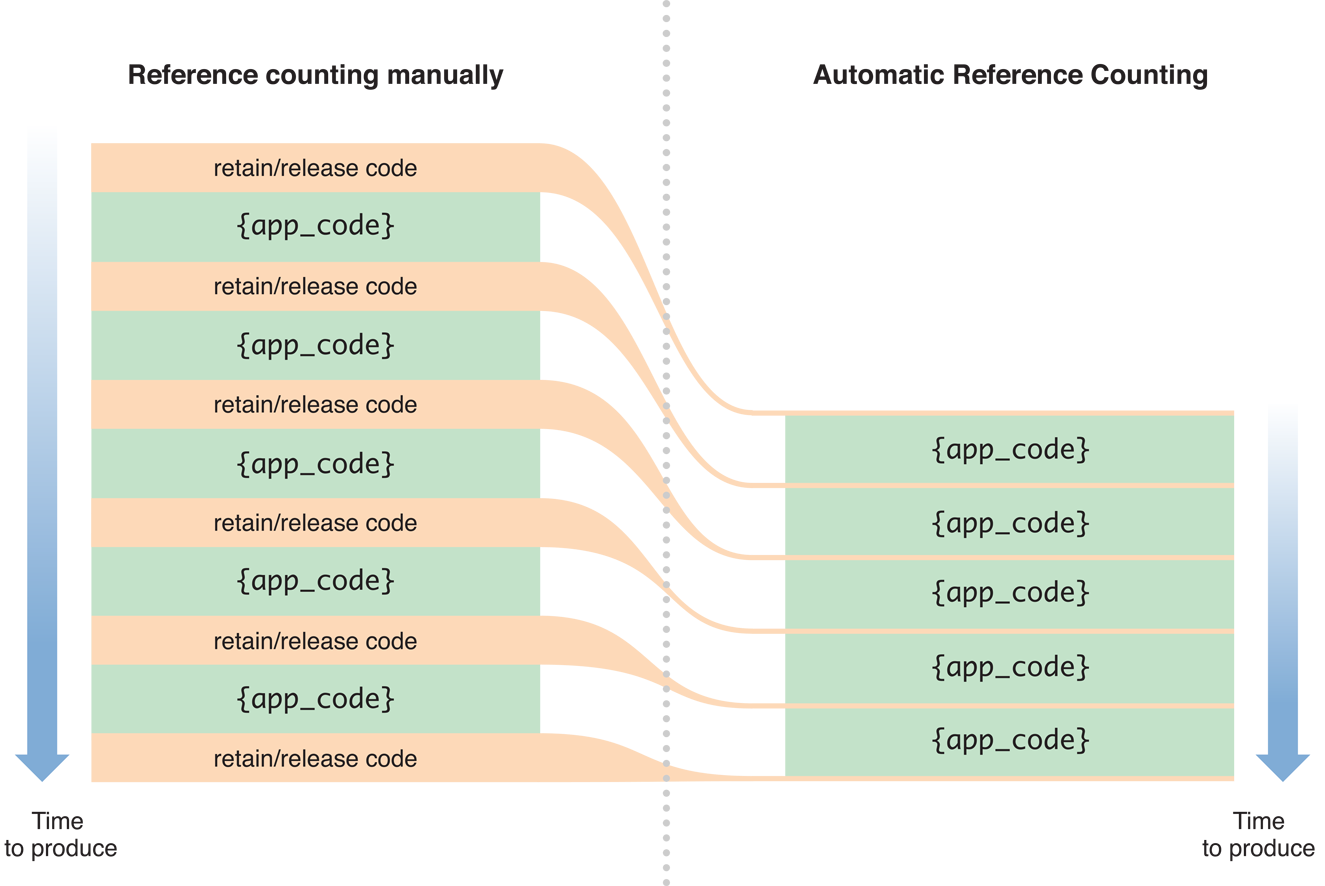 Reference counting manually
Automatic Reference Counting
retain/release code
{app_code}
retain/release code
{app_code}
retain/release code
{app_code}
retain/release code
{app_code}
retain/release code
{app_code}
retain/release code
{app_code}
{app_code}
{app_code}
{app_code}
{app_code}
Time
to produce
Time
to produce